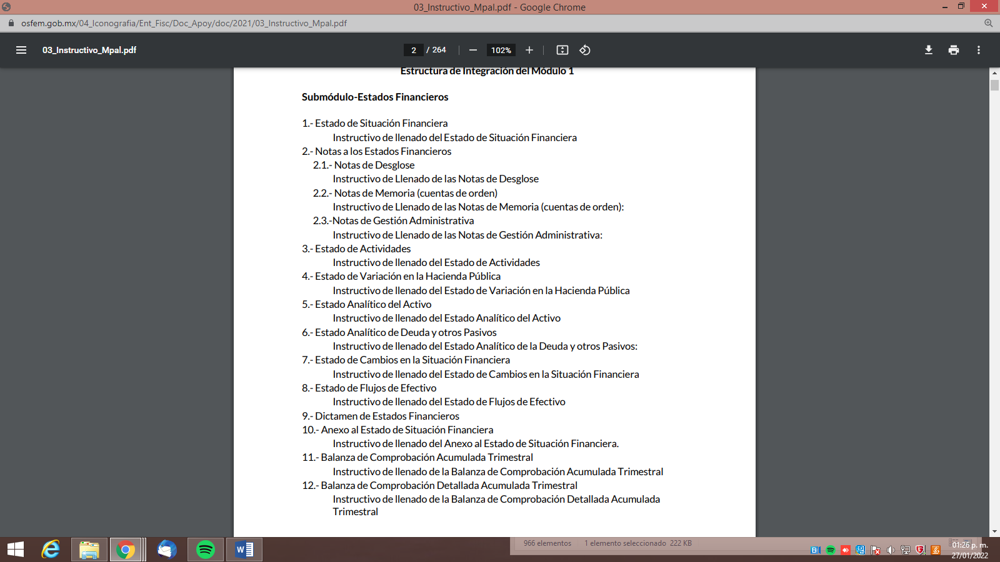 03_Instructivo_Mpal.pdf - Google Chrome
osfem.gob.mx/04_Iconografia/Ent_Fisc/Doc_Apoy/doc/2021/03_Instructivo_Mpal.pdf
03_Instructivo_Mpal.pdf
2 / 264
102%
Estructura de Integración del Módulo 1
Submódulo-Estados Financieros
1.- Estado de Situación Financiera
Instructivo de llenado del Estado de Situación Financiera
2.- Notas a los Estados Financieros
2.1.- Notas de Desglose
Instructivo de Llenado de las Notas de Desglose
2.2.- Notas de Memoria (cuentas de orden)
Instructivo de Llenado de las Notas de Memoria (cuentas de orden):
2.3.-Notas de Gestión Administrativa
Instructivo de Llenado de las Notas de Gestión Administrativa:
3.- Estado de Actividades
Instructivo de llenado del Estado de Actividades
4.- Estado de Variación en la Hacienda Pública
Instructivo de llenado del Estado de Variación en la Hacienda Pública
5.- Estado Analítico del Activo
Instructivo de llenado del Estado Analítico del Activo
6.- Estado Analítico de Deuda y otros Pasivos
Instructivo de llenado del Estado Analítico de la Deuda y otros Pasivos:
7.- Estado de Cambios en la Situación Financiera
Instructivo de llenado del Estado de Cambios en la Situación Financiera
8.- Estado de Flujos de Efectivo
Instructivo de llenado del Estado de Flujos de Efectivo
9.- Dictamen de Estados Financieros
10.- Anexo al Estado de Situación Financiera
Instructivo de llenado del Anexo al Estado de Situación Financiera.
11.- Balanza de Comprobación Acumulada Trimestral
Instructivo de llenado de la Balanza de Comprobación Acumulada Trimestral
12.- Balanza de Comprobación Detallada Acumulada Trimestral
Instructivo de llenado de la Balanza de Comprobación Detallada Acumulada
Trimestral
966 elementos 1 elemento seleccionado 222 KB
01:26 p. m.
27/01/2022